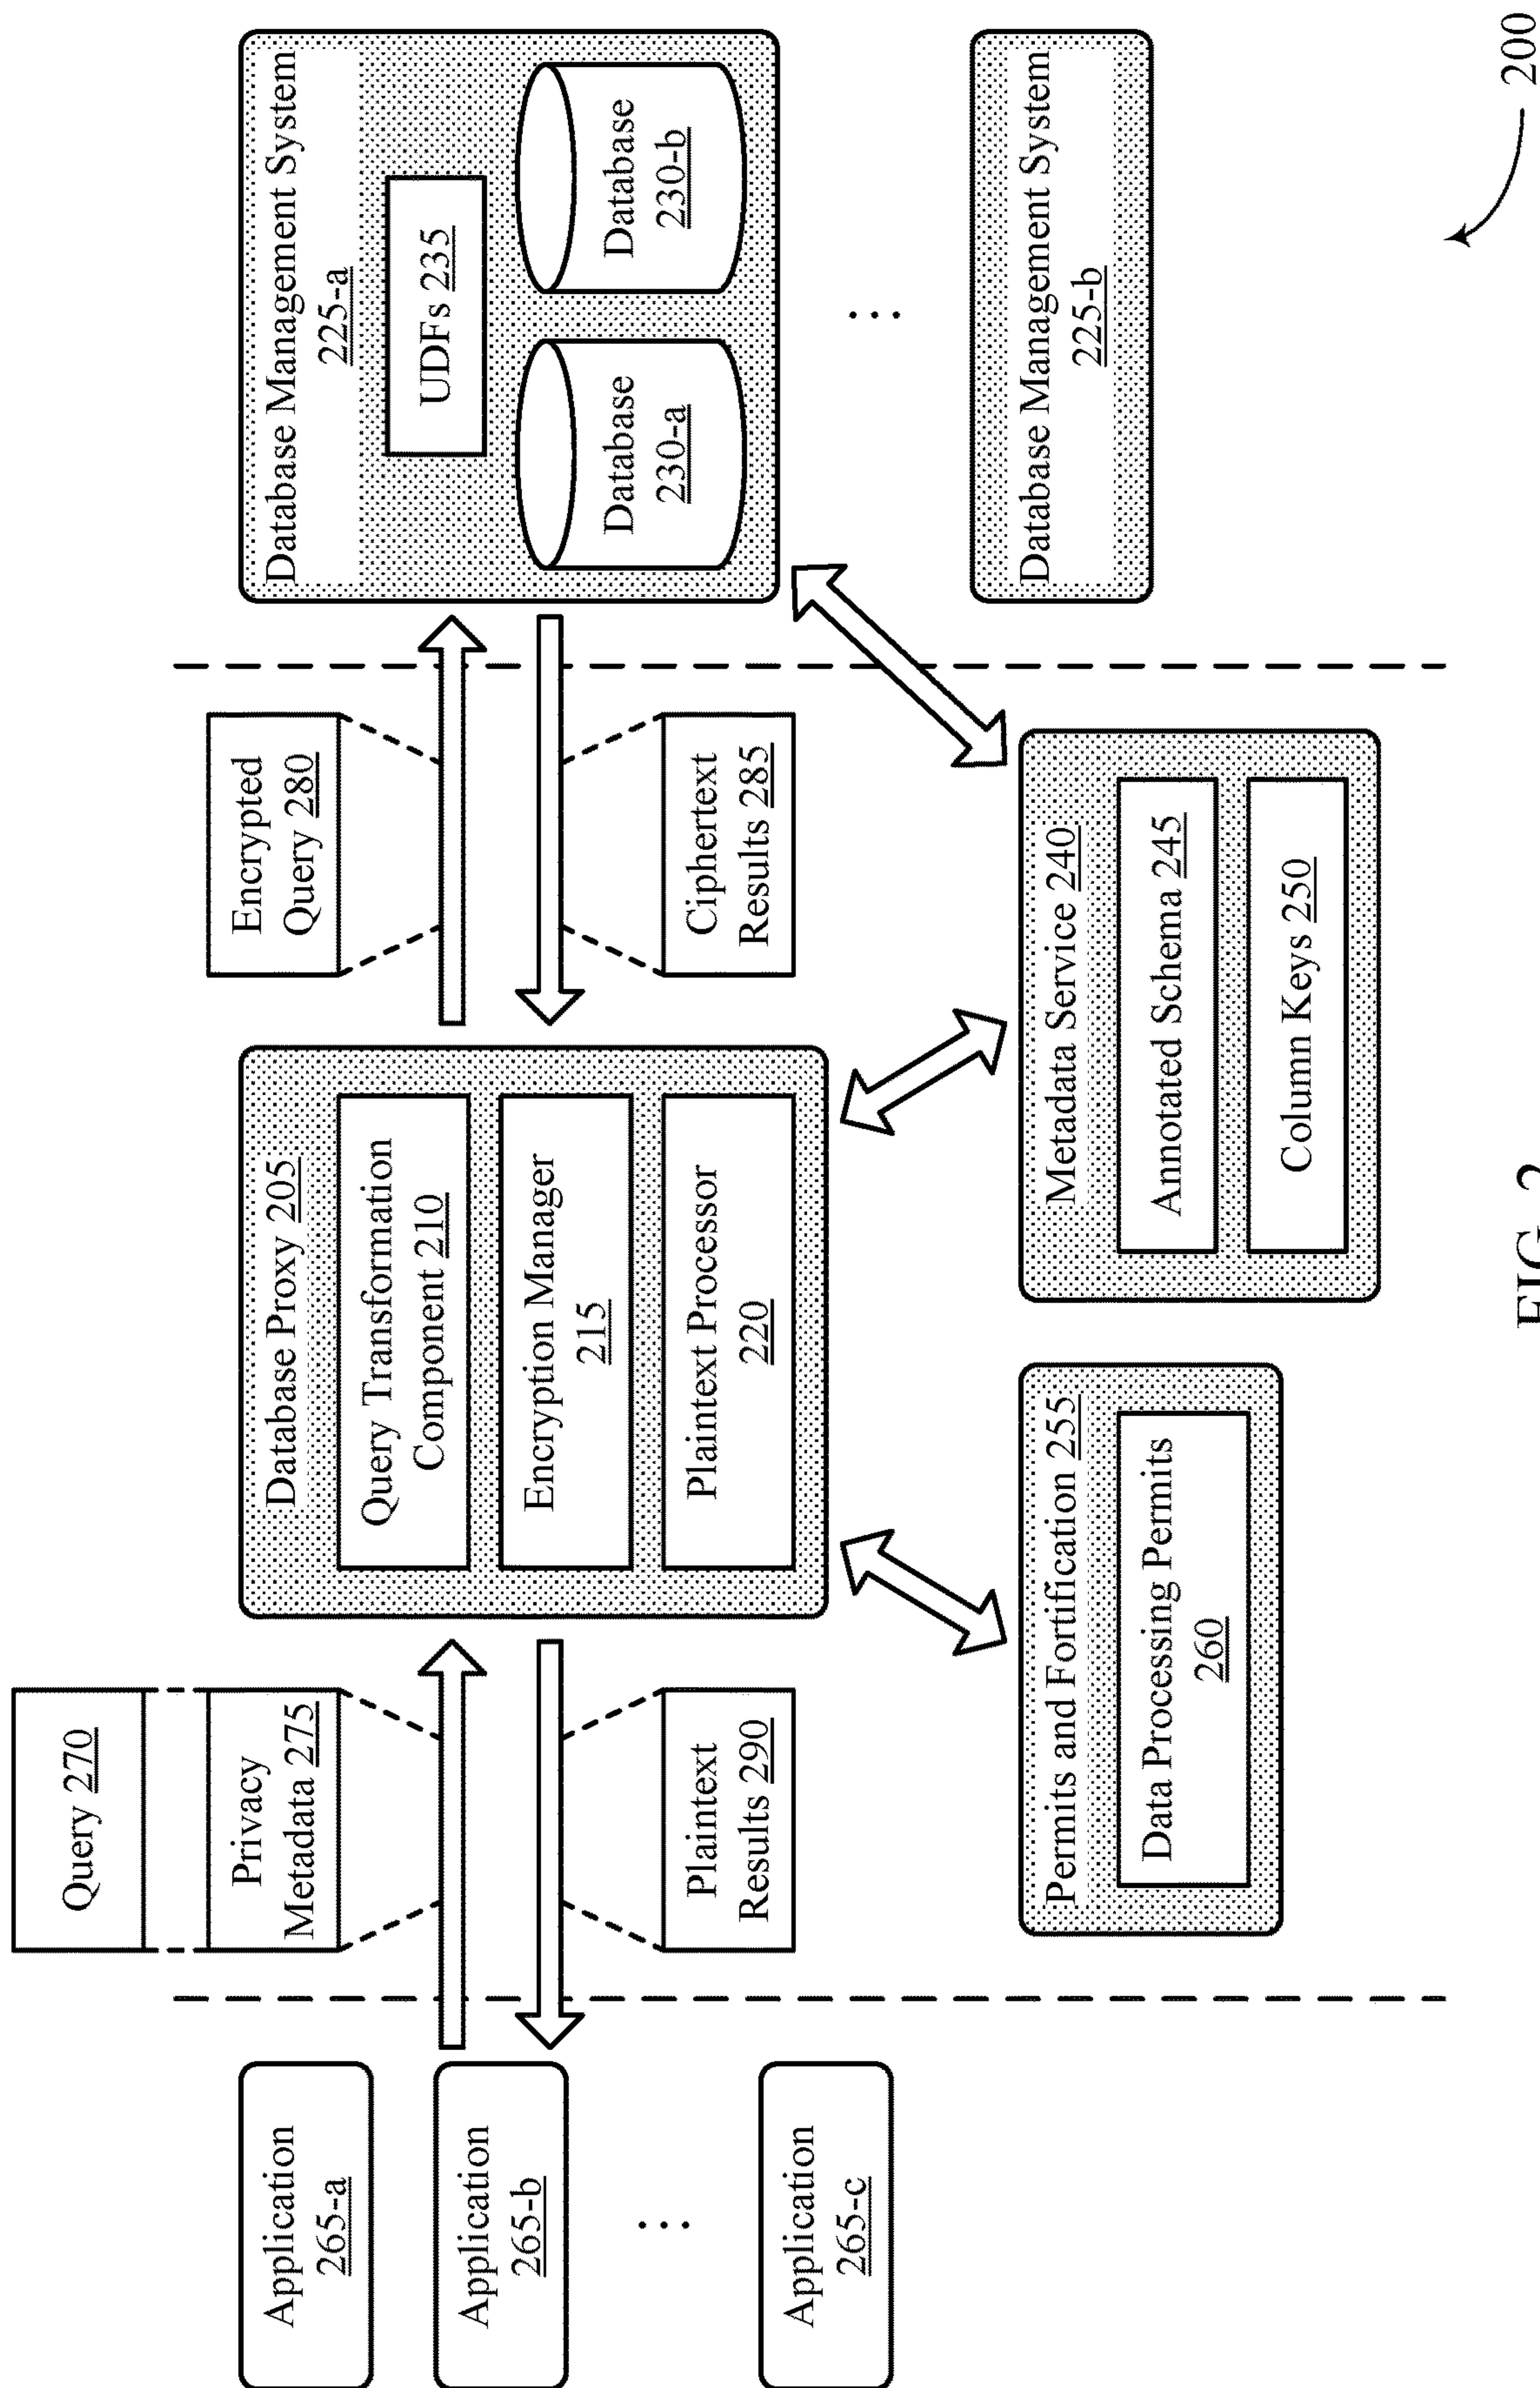 Query 270
Privacy
Metadata 275
Encrypted
Query 280
Application
265-a
Application
265-b
...
Application
265-c
Plaintext
Results 290
Database Proxy 205
Query Transformation
Component 210
Encryption Manager
215
Plaintext Processor
220
Ciphertext
Results 285
Database Management System
225-a
UDFs 235
Database
230-a
Database
230-b
...
Database Management System
225-b
Permits and Fortification 255
Data Processing Permits
260
Metadata Service 240
Annotated Schema 245
Column Keys 250
200
FIG. 2